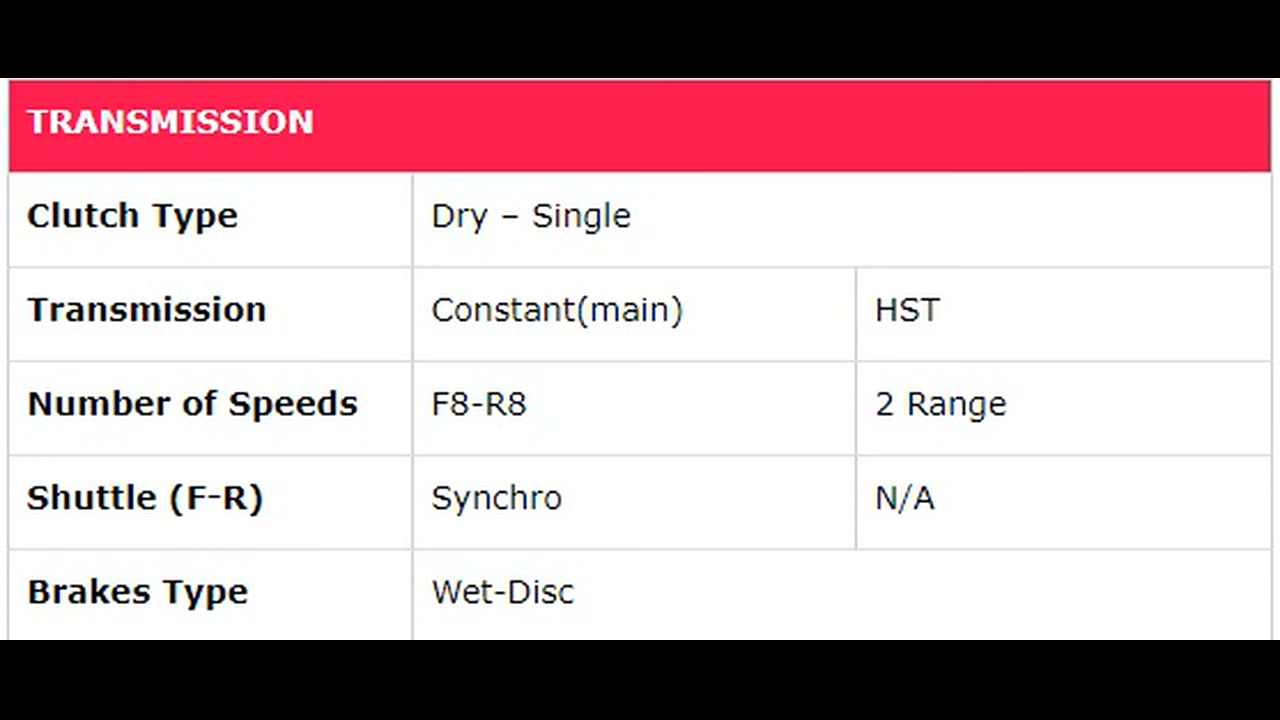 TRANSMISSION
Clutch Type Dry – Single
Transmission Constant(main) HST
Number of Speeds F8-R8 2 Range
Shuttle (F-R) Synchro N/A
Brakes Type Wet-Disc